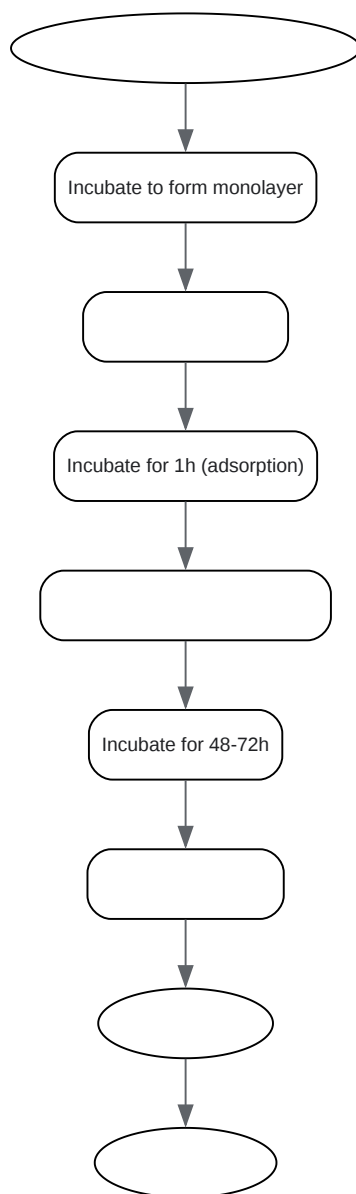 Incubate to form monolayer
Incubate for 1h (adsorption)
Incubate for 48-72h